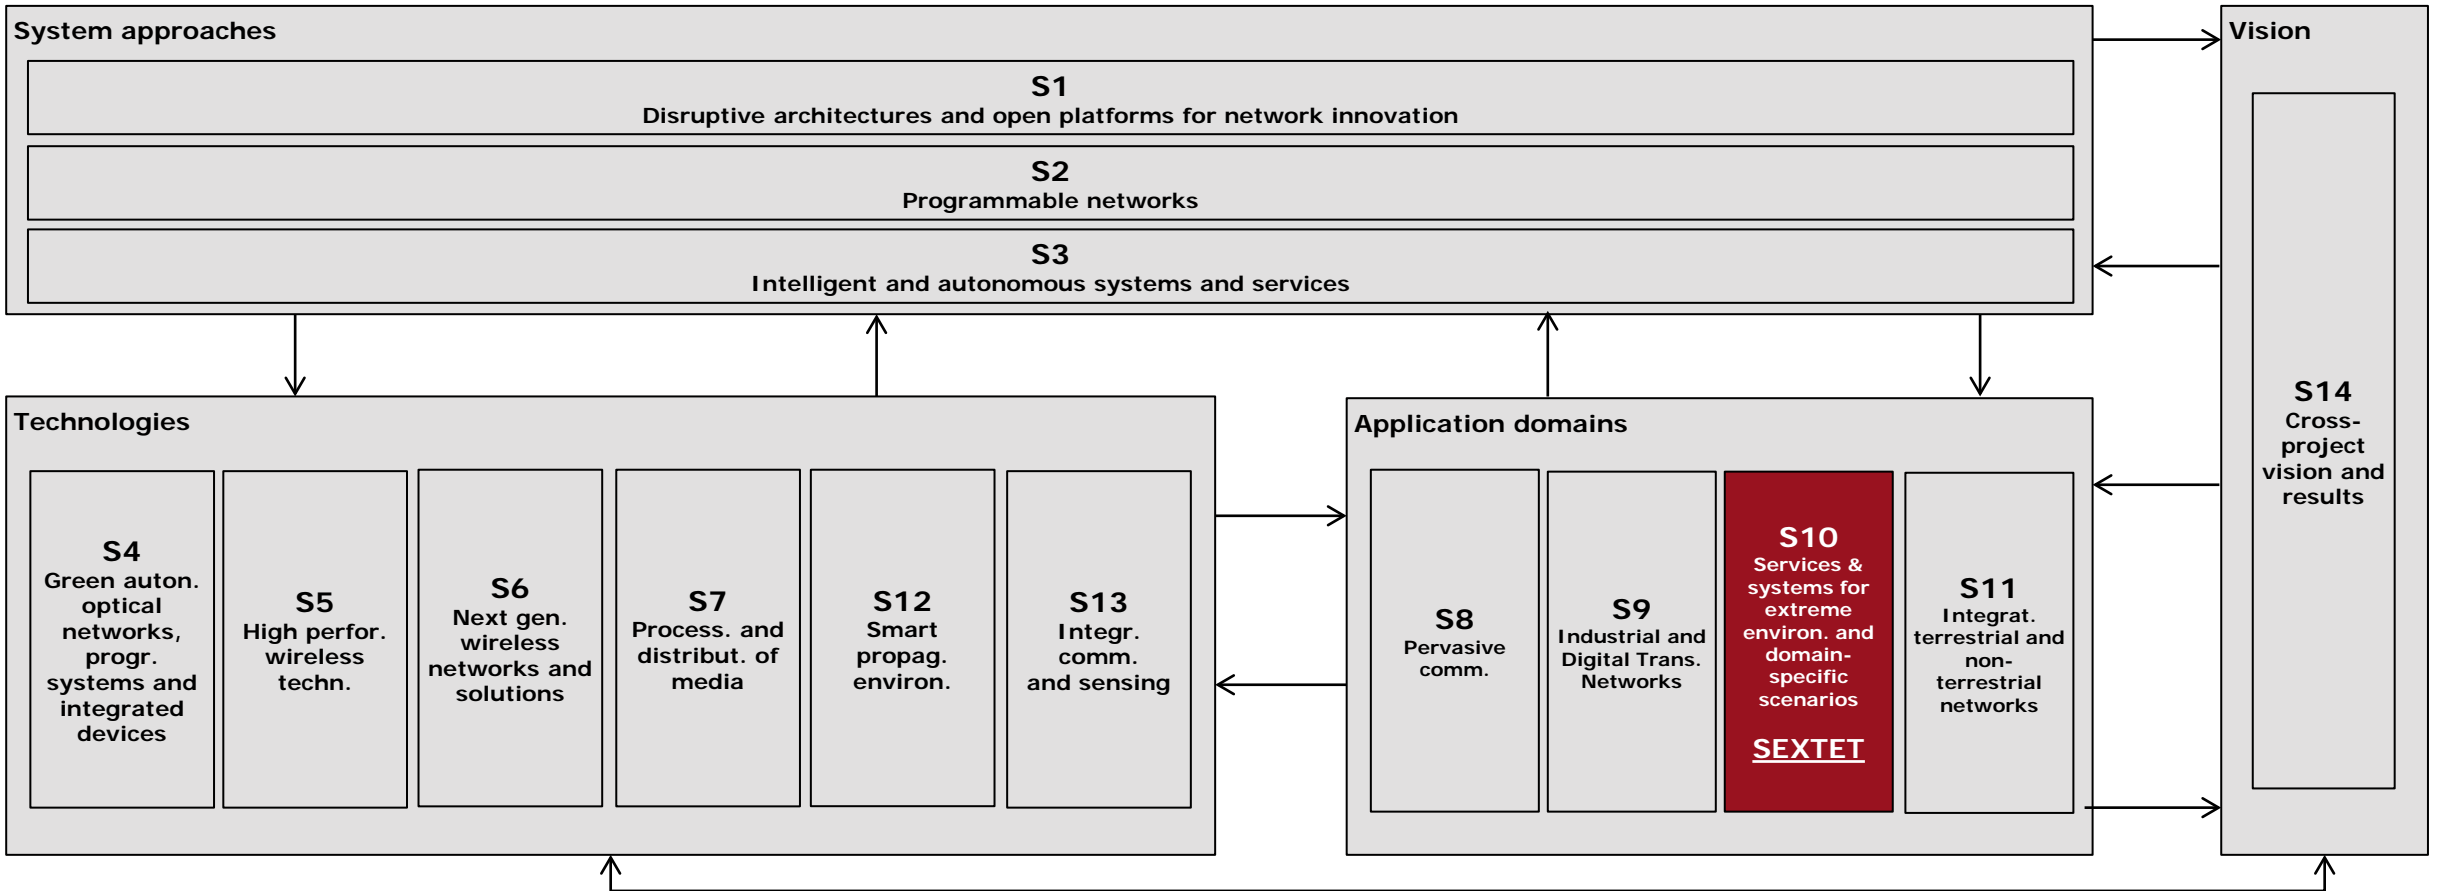 System approaches
S1
Disruptive architectures and open platforms for network innovation
S2
Programmable networks
S3
Intelligent and autonomous systems and services
Vision
S14
Cross-
project
vision and
results
Technologies
S4
Green auton.
optical
networks,
progr.
systems and
integrated
devices
S5
High perfor.
wireless
techn.
S6
Next gen.
wireless
networks and
solutions
S7
Process. and
distribut. of
media
S12
Smart
propag.
environ.
S13
Integr.
comm.
and sensing
Application domains
S8
Pervasive
comm.
S9
Industrial and
Digital Trans.
Networks
S10
Services &
systems for
extreme
environ. and
domain-
specific
scenarios
SEXTET
S11
Integrat.
terrestrial and
non-
terrestrial
networks